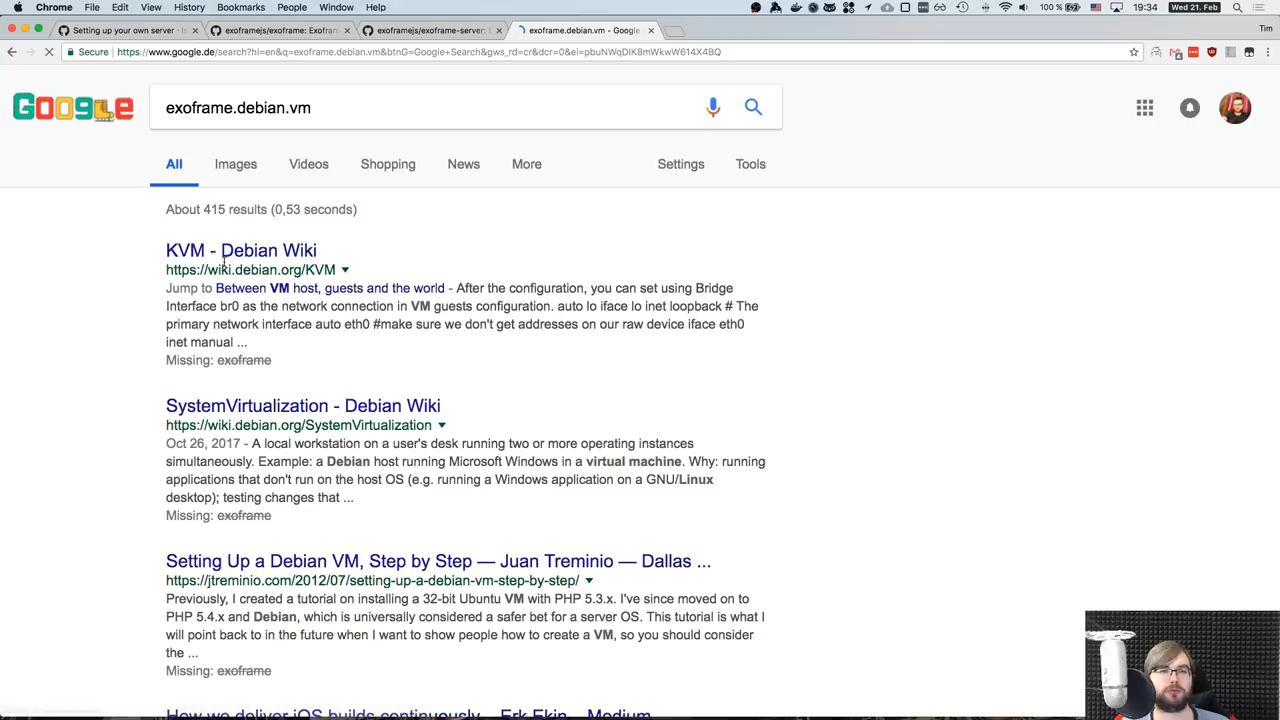 Chrome File Edit View History Bookmarks People Window Help 100 % 19:34 Wed 21. Feb
Setting up your own server · Is exoframejs/exoframe: Exofram exoframejs/exoframe-server: exoframe.debian.vm - Google Tim
Secure https://www.google.de/search?hl=en&q=exoframe.debian.vm&btnG=Google+Search&gws_rd=cr&dcr=0&ei=pbuNWqDIK8mWkwW614X4BQ
Google exoframe.debian.vm
All Images Videos Shopping News More Settings Tools
About 415 results (0,53 seconds)
KVM - Debian Wiki
https://wiki.debian.org/KVM
Jump to Between VM host, guests and the world - After the configuration, you can set using Bridge
Interface br0 as the network connection in VM guests configuration. auto lo iface lo inet loopback # The
primary network interface auto eth0 #make sure we don't get addresses on our raw device iface eth0
inet manual ...
Missing: exoframe
SystemVirtualization - Debian Wiki
https://wiki.debian.org/SystemVirtualization
Oct 26, 2017 - A local workstation on a user's desk running two or more operating instances
simultaneously. Example: a Debian host running Microsoft Windows in a virtual machine. Why: running
applications that don't run on the host OS (e.g. running a Windows application on a GNU/Linux
desktop); testing changes that ...
Missing: exoframe
Setting Up a Debian VM, Step by Step — Juan Treminio — Dallas ...
https://jtreminio.com/2012/07/setting-up-a-debian-vm-step-by-step/
Previously, I created a tutorial on installing a 32-bit Ubuntu VM with PHP 5.3.x. I've since moved on to
PHP 5.4.x and Debian, which is universally considered a safer bet for a server OS. This tutorial is what I
will point back to in the future when I want to show people how to create a VM, so you should consider
the ...
Missing: exoframe
How we deliver iOS builds continuously – Erk Ekin – Medium